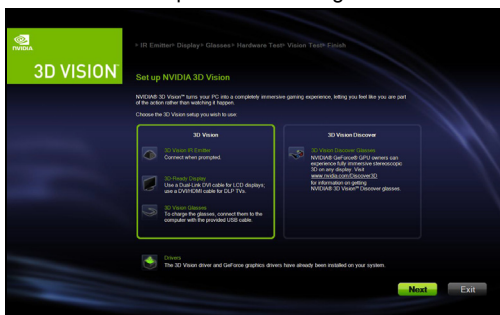 NVIDIA
3D VISION
IR Emitter Display Glasses Hardware Test Vision Test Finish
Set up NVIDIA 3D Vision
NVIDIA® 3D Vision™ turns your PC into a completely immersive gaming experience, letting you feel like you are part
of the action rather than watching it happen.
Choose the 3D Vision setup you wish to use:
3D Vision
3D Vision IR Emitter
Connect when prompted.
3D-Ready Display
Use a Dual-Link DVI cable for LCD displays;
use a DVI/HDMI cable for DLP TVs.
3D Vision Glasses
To charge the glasses, connect them to the
computer with the provided USB cable.
3D Vision Discover
3D Vision Discover Glasses
NVIDIA® GeForce® GPU owners can
experience fully immersive stereoscopic
3D on any display. Visit
www.nvidia.com/Discover3D
for information on getting
NVIDIA® 3D Vision™ Discover glasses.
Drivers
The 3D Vision driver and GeForce graphics drivers have already been installed on your system.
Next
Exit